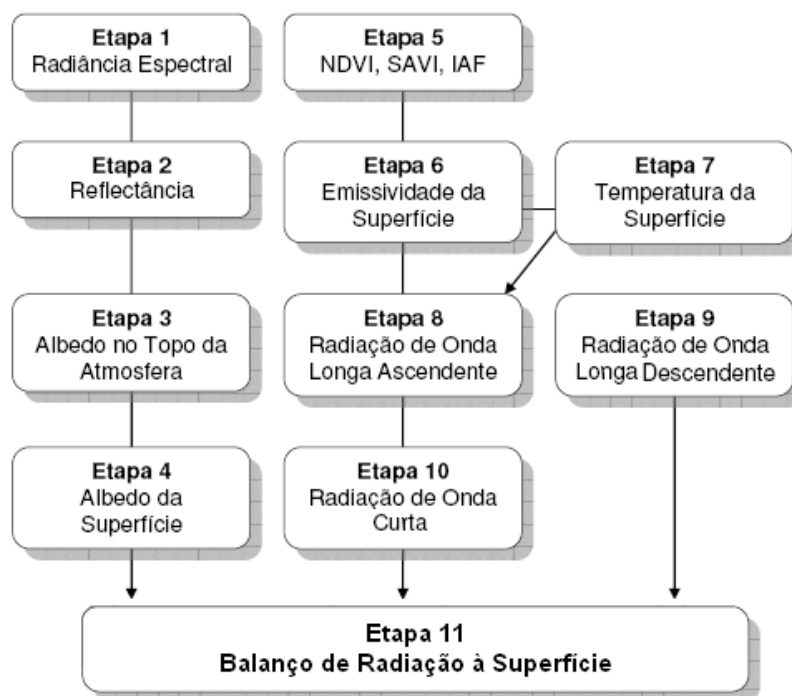 Etapa 1
Radiância Espectral
Etapa 5
NDVI, SAVI, IAF
Etapa 2
Reflectância
Etapa 6
Emissividade da
Superfície
Etapa 7
Temperatura da
Superfície
Etapa 3
Albedo no Topo da
Atmosfera
Etapa 8
Radiação de Onda
Longa Ascendente
Etapa 9
Radiação de Onda
Longa Descendente
Etapa 4
Albedo da
Superfície
Etapa 10
Radiação de Onda
Curta
Etapa 11
Balanço de Radiação à Superfície